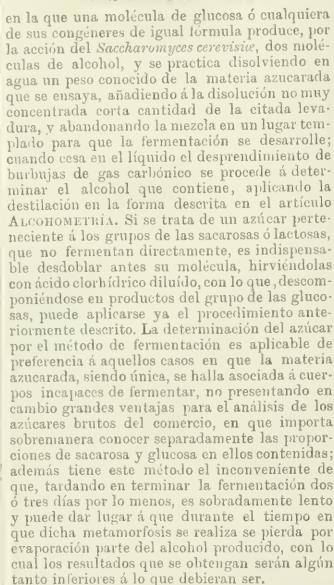 en la que una molécula de glucosa ó cualquiera
de sus congéneres de igual fórmula produce, por
la acción del Saccharomyces cerevisiæ, dos molé-
culas de alcohol, y se practica disolviendo en
agua un peso conocido de la materia azucarada
que se ensaya, añadiendo á la disolución no muy
concentrada corta cantidad de la citada leva-
dura, y abandonando la mezcla en un lugar tem-
plado para que la fermentación se desarrolle;
cuando cesa en el líquido el desprendimiento de
burbujas de gas carbónico se procede á deter-
minar el alcohol que contiene, aplicando la
destilación en la forma descrita en el artículo
ALCOHOMETRÍA. Si se trata de un azúcar perte-
neciente á los grupos de las sacarosas ó lactosas,
que no fermentan directamente, es indispensa-
ble desdoblar antes su molécula, hirviéndolas
con ácido clorhídrico diluído, con lo que, descom-
poniéndose en productos del grupo de las gluco-
sas, puede aplicarse ya el procedimiento ante-
riormente descrito. La determinación del azúcar
por el método de fermentación es aplicable de
preferencia á aquellos casos en que la materia
azucarada, siendo única, se halla asociada á cuer-
pos incapaces de fermentar, no presentando en
cambio grandes ventajas para el análisis de los
azúcares brutos del comercio, en que importa
sobremanera conocer separadamente las propor-
ciones de sacarosa y glucosa en ellos contenidas;
además tiene este método el inconveniente de
que, tardando en terminar la fermentación dos
ó tres días por lo menos, es sobradamente lento
y puede dar lugar á que durante el tiempo en
que dicha metamorfosis se realiza se pierda por
evaporación parte del alcohol producido, con lo
cual los resultados que se obtengan serán algún
tanto inferiores á lo que debieran ser.